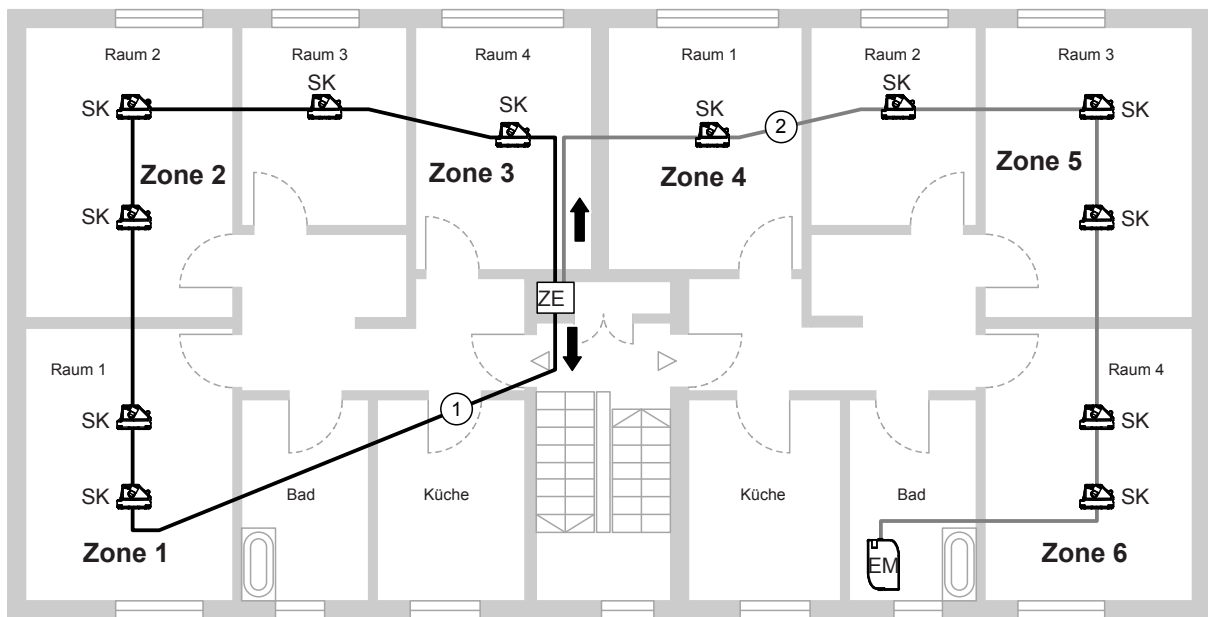 Raum 2
Raum 3
Raum 4
Raum 1
Raum 2
Raum 3
SK
SK
SK
SK
SK
SK
Zone 2
Zone 3
Zone 4
Zone 5
2
SK
SK
ZE
Raum 1
Raum 4
1
SK
SK
SK
SK
Bad
Küche
Küche
Bad
Zone 1
EM
Zone 6